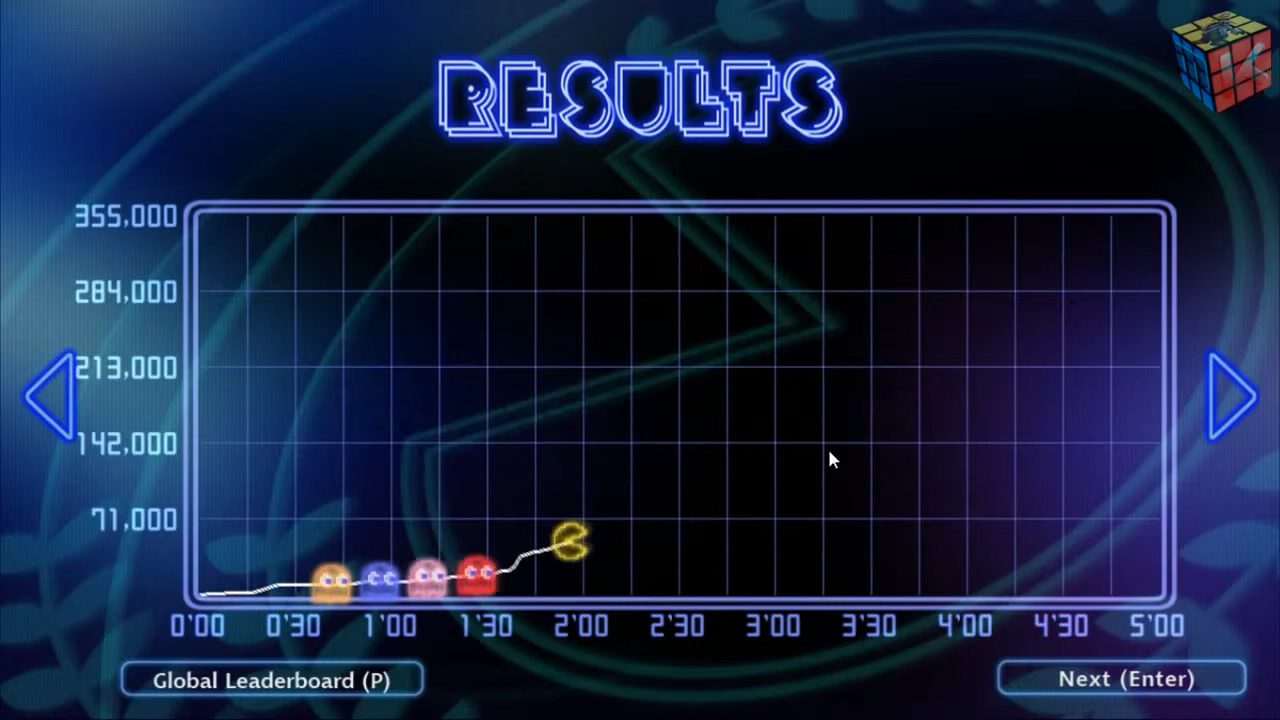 RESULTS
355,000
284,000
213,000
142,000
71,000
0'00 0'30 1'00 1'30 2'00 2'30 3'00 3'30 4'00 4'30 5'00
Global Leaderboard (P)
Next (Enter)